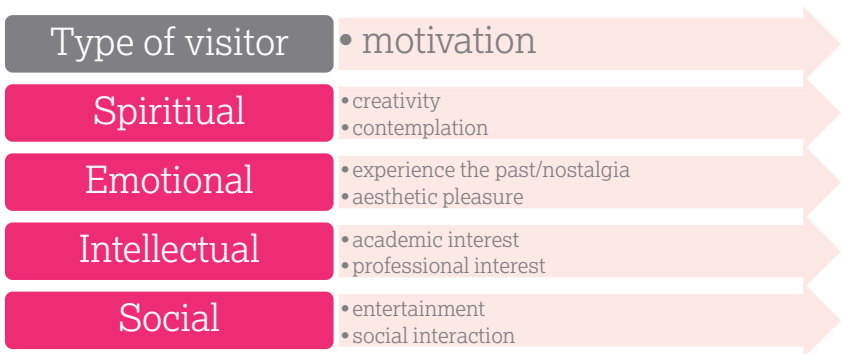 Type of visitor
• motivation
Spiritiual
• creativity
• contemplation
Emotional
• experience the past/nostalgia
• aesthetic pleasure
Intellectual
• academic interest
• professional interest
Social
• entertainment
• social interaction